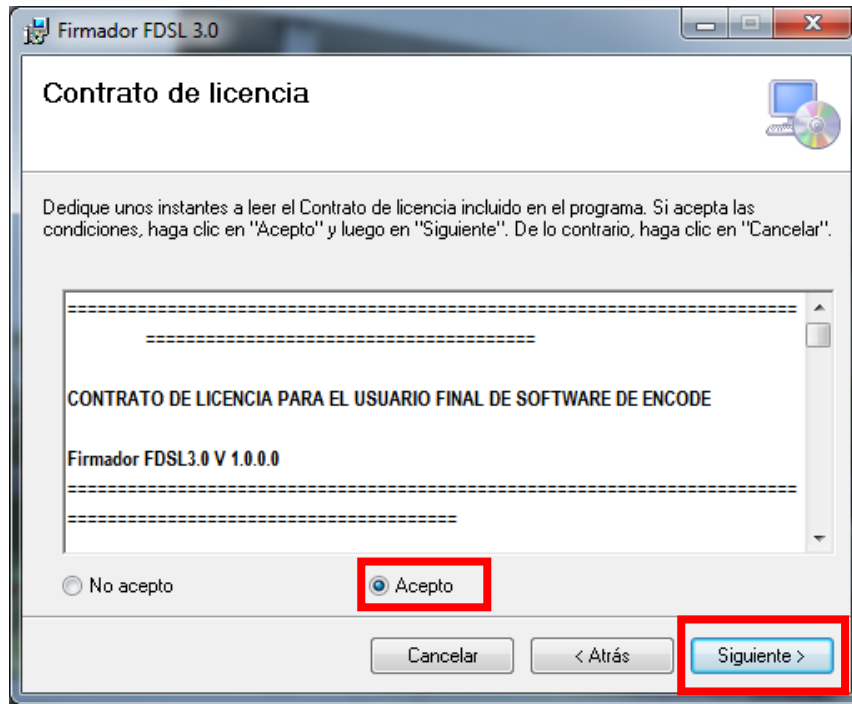 Firmador FDSL 3.0
Contrato de licencia
Dedique unos instantes a leer el Contrato de licencia incluido en el programa. Si acepta las
condiciones, haga clic en "Acepto" y luego en "Siguiente". De lo contrario, haga clic en "Cancelar".
=========================================================================
=======================================
CONTRATO DE LICENCIA PARA EL USUARIO FINAL DE SOFTWARE DE ENCODE
Firmador FDSL3.0 V 1.0.0.0
=========================================================================
=======================================
No acepto
Acepto
Cancelar
< Atrás
Siguiente >